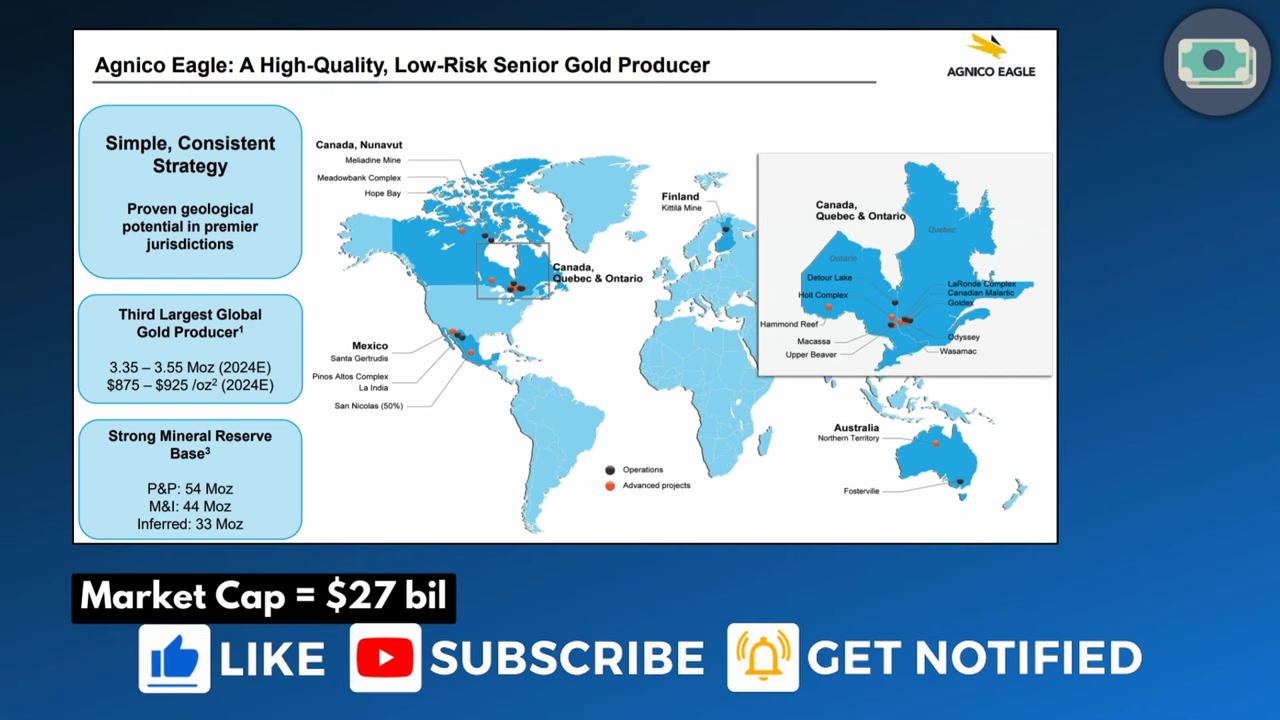 Agnico Eagle: A High-Quality, Low-Risk Senior Gold Producer
AGNICO EAGLE
Simple, Consistent
Strategy
Proven geological
potential in premier
jurisdictions
Third Largest Global
Gold Producer¹
3.35 – 3.55 Moz (2024E)
$875 – $925 /oz² (2024E)
Strong Mineral Reserve
Base³
P&P: 54 Moz
M&I: 44 Moz
Inferred: 33 Moz
Canada, Nunavut
Meliadine Mine
Meadowbank Complex
Hope Bay
Canada,
Quebec & Ontario
Mexico
Santa Gertrudis
Pinos Altos Complex
La India
San Nicolas (50%)
Finland
Kittilä Mine
Operations
Advanced projects
Canada,
Quebec & Ontario
Quebec
Ontario
Detour Lake
Holt Complex
Hammond Reef
Macassa
Upper Beaver
LaRonde Complex
Canadian Malartic
Goldex
Odyssey
Wasamac
Australia
Northern Territory
Fosterville
Market Cap = $27 bil
LIKE SUBSCRIBE GET NOTIFIED